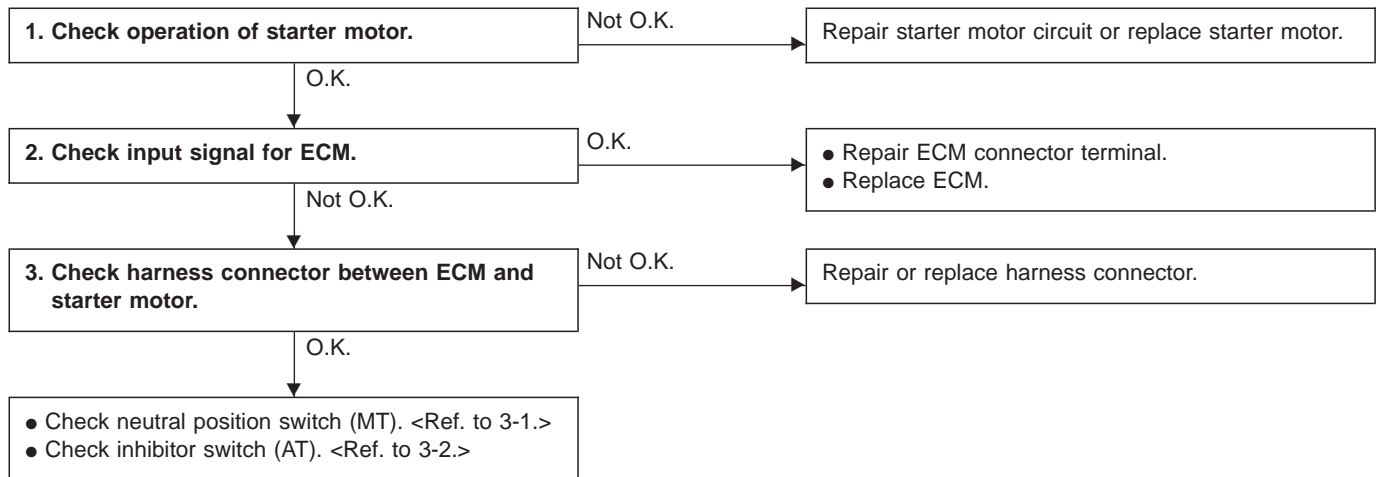 1. Check operation of starter motor.
Not O.K.
Repair starter motor circuit or replace starter motor.
O.K.
2. Check input signal for ECM.
O.K.
● Repair ECM connector terminal.
● Replace ECM.
Not O.K.
3. Check harness connector between ECM and
starter motor.
Not O.K.
Repair or replace harness connector.
O.K.
● Check neutral position switch (MT). <Ref. to 3-1.>
● Check inhibitor switch (AT). <Ref. to 3-2.>